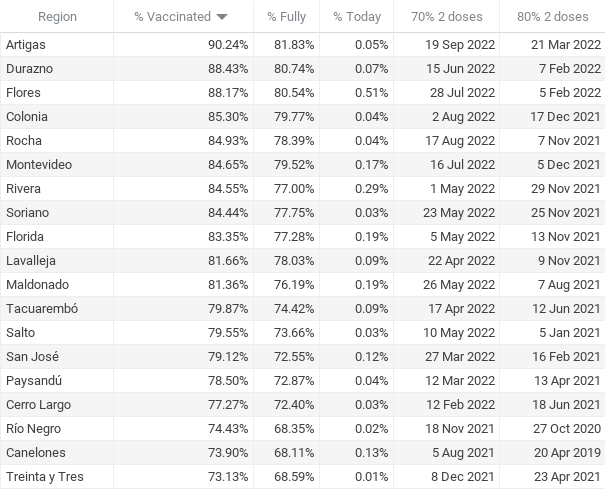 Region % Vaccinated % Fully % Today 70% 2 doses 80% 2 doses
Artigas 90.24% 81.83% 0.05% 19 Sep 2022 21 Mar 2022
Durazno 88.43% 80.74% 0.07% 15 Jun 2022 7 Feb 2022
Flores 88.17% 80.54% 0.51% 28 Jul 2022 5 Feb 2022
Colonia 85.30% 79.77% 0.04% 2 Aug 2022 17 Dec 2021
Rocha 84.93% 78.39% 0.04% 17 Aug 2022 7 Nov 2021
Montevideo 84.65% 79.52% 0.17% 16 Jul 2022 5 Dec 2021
Rivera 84.55% 77.00% 0.29% 1 May 2022 29 Nov 2021
Soriano 84.44% 77.75% 0.03% 23 May 2022 25 Nov 2021
Florida 83.35% 77.28% 0.19% 5 May 2022 13 Nov 2021
Lavalleja 81.66% 78.03% 0.09% 22 Apr 2022 9 Nov 2021
Maldonado 81.36% 76.19% 0.19% 26 May 2022 7 Aug 2021
Tacuarembó 79.87% 74.42% 0.09% 17 Apr 2022 12 Jun 2021
Salto 79.55% 73.66% 0.03% 10 May 2022 5 Jan 2021
San José 79.12% 72.55% 0.12% 27 Mar 2022 16 Feb 2021
Paysandú 78.50% 72.87% 0.04% 12 Mar 2022 13 Apr 2021
Cerro Largo 77.27% 72.40% 0.03% 12 Feb 2022 18 Jun 2021
Río Negro 74.43% 68.35% 0.02% 18 Nov 2021 27 Oct 2020
Canelones 73.90% 68.11% 0.13% 5 Aug 2021 20 Apr 2019
Treinta y Tres 73.13% 68.59% 0.01% 8 Dec 2021 23 Apr 2021